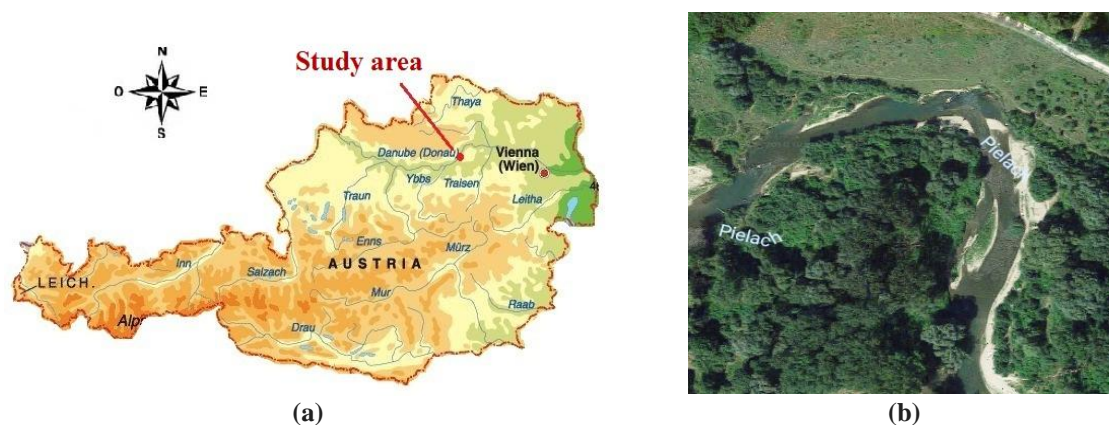 Study area
N
O
E
S
Thaya
Danube (Donau)
Vienna
(Wien)
Ybbs
Traisen
Traun
Leitha
Enns
Mürz
AUSTRIA
Inn
Salzach
LEICH.
Mur
Raab
Alp
Drau
Pielach
Pielach
(a)
(b)